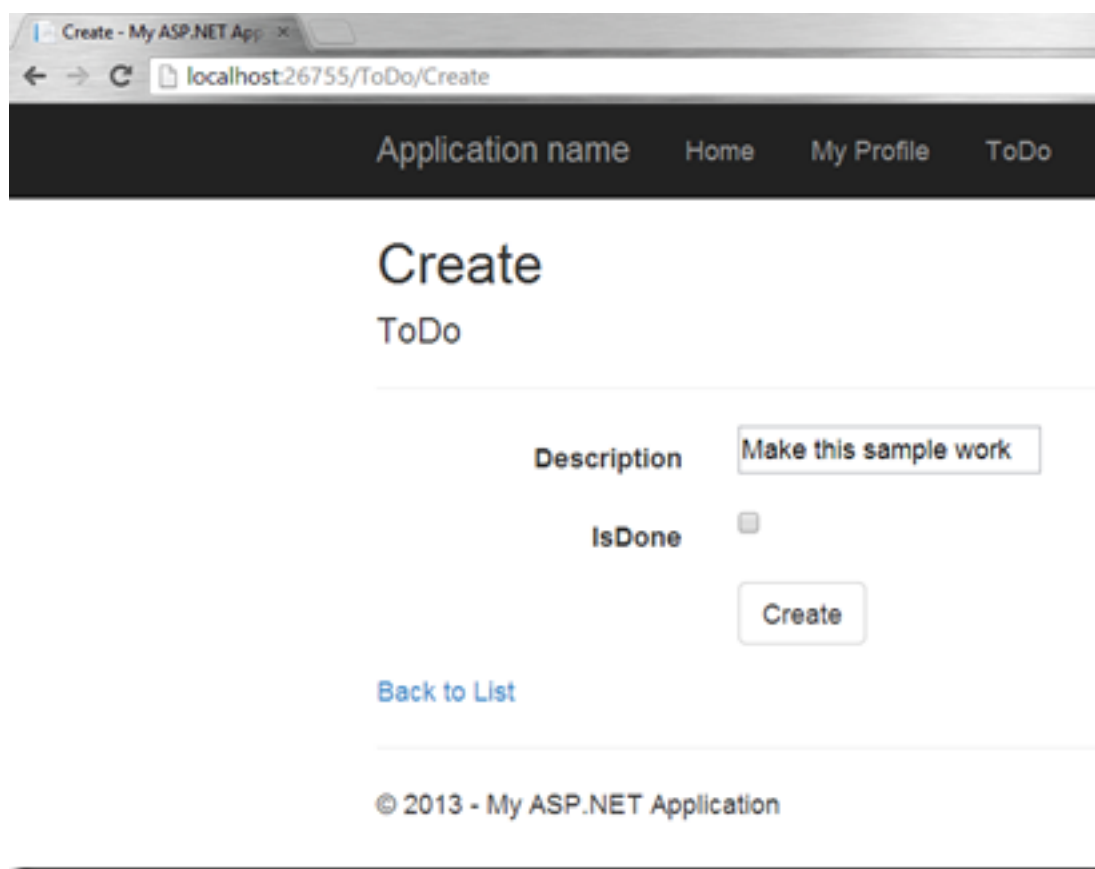 Create - My ASP.NET App
localhost:26755/ToDo/Create
Application name Home My Profile ToDo
Create
ToDo
Description Make this sample work
IsDone
Create
Back to List
© 2013 - My ASP.NET Application